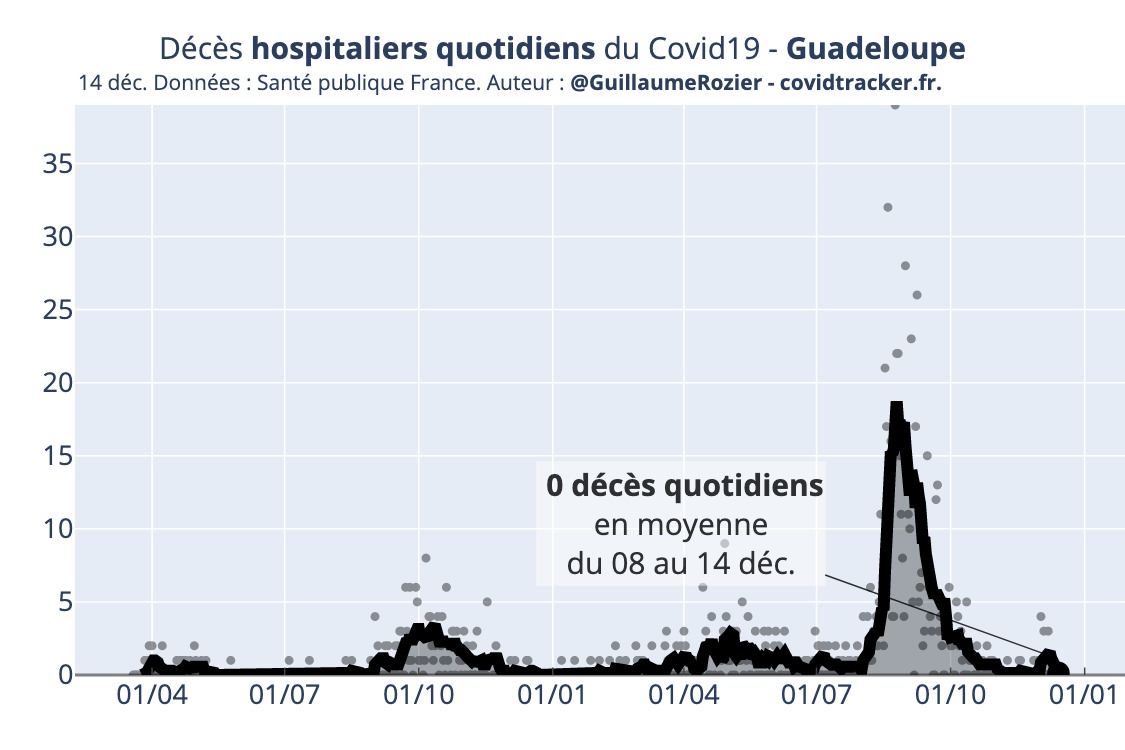 Décès hospitaliers quotidiens du Covid19 - Guadeloupe
14 déc. Données : Santé publique France. Auteur : @GuillaumeRozier - covidtracker.fr.
35
30
25
20
15
10
5
0
0 décès quotidiens
en moyenne
du 08 au 14 déc.
01/04 01/07 01/10 01/01 01/04 01/07 01/10 01/01